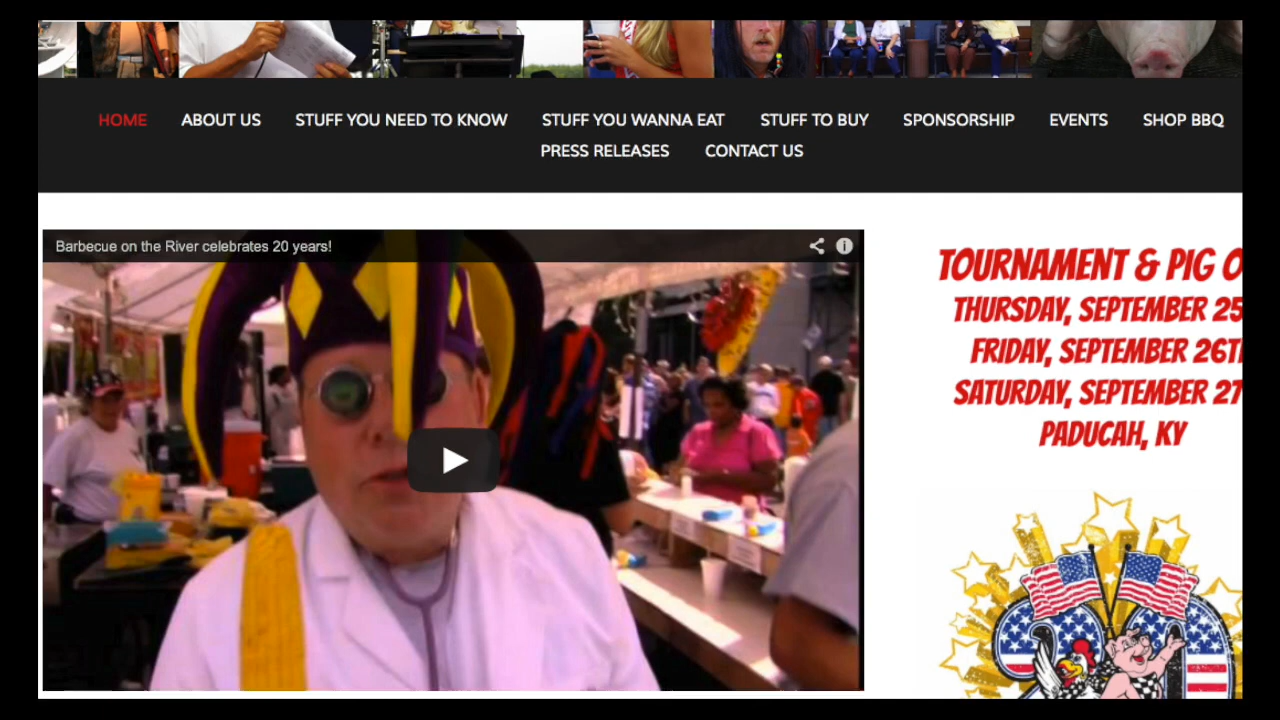 HOME ABOUT US STUFF YOU NEED TO KNOW STUFF YOU WANNA EAT STUFF TO BUY SPONSORSHIP EVENTS SHOP BBQ
PRESS RELEASES CONTACT US
Barbecue on the River celebrates 20 years!
TOURNAMENT & PIG O
THURSDAY, SEPTEMBER 25
FRIDAY, SEPTEMBER 26T
SATURDAY, SEPTEMBER 27
PADUCAH, KY
20